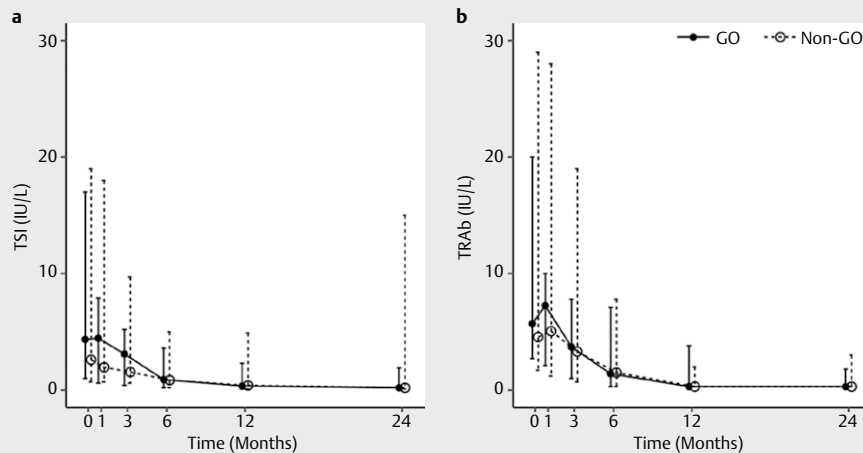 a
30
20
10
0
TSI (IU/L)
0 1 3 6 12 24
Time (Months)
b
GO Non-GO
30
20
10
0
TRAb (IU/L)
0 1 3 6 12 24
Time (Months)